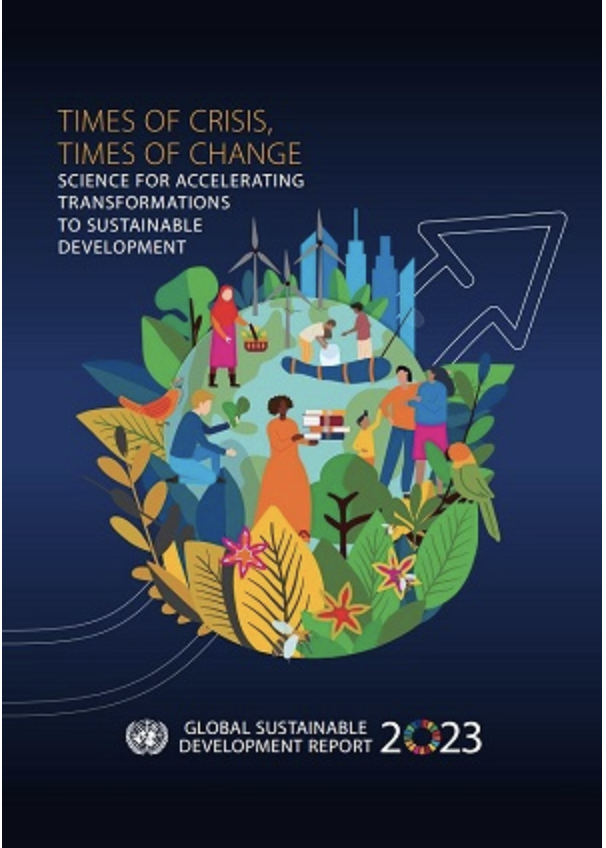 TIMES OF CRISIS,
TIMES OF CHANGE
SCIENCE FOR ACCELERATING
TRANSFORMATIONS
TO SUSTAINABLE
DEVELOPMENT
GLOBAL SUSTAINABLE
DEVELOPMENT REPORT 2023